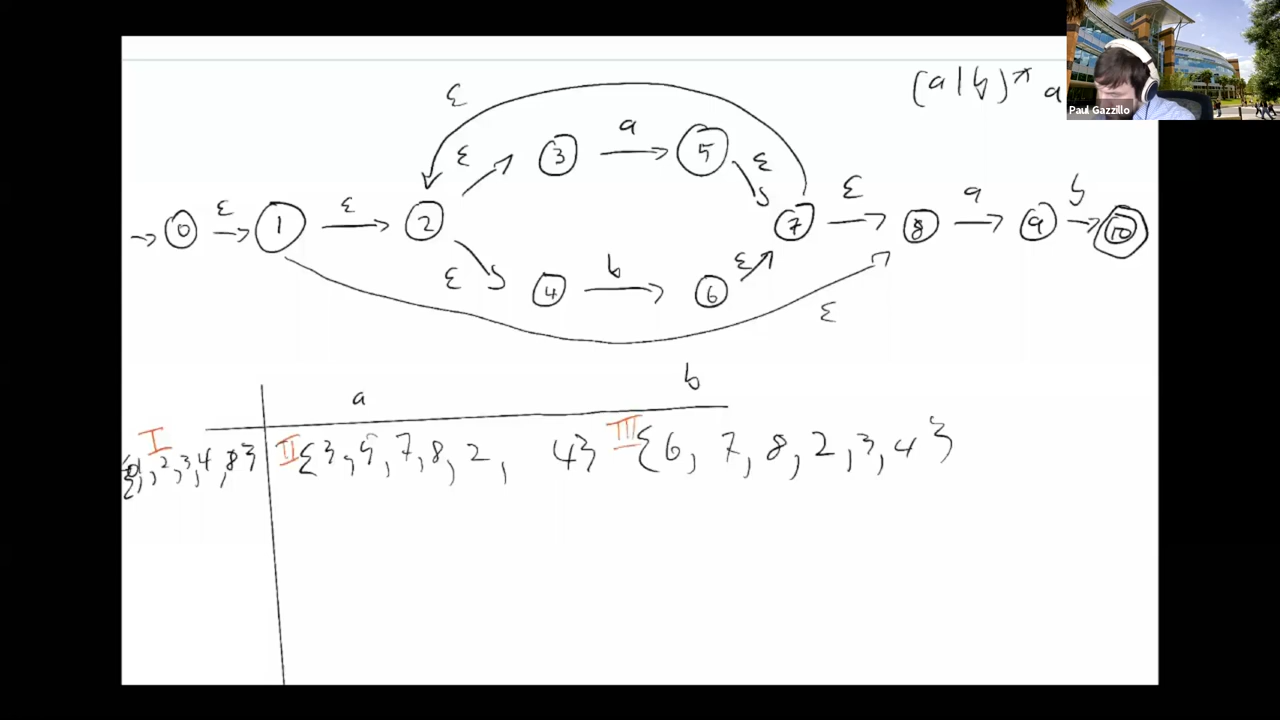 (a|b)* a
Paul Gazzillo
ε
ε a
3 5 ε
ε ε ε a b
0 1 2 7 8 9 10
ε b ε
4 6
ε
a b
I II III
{0,1,2,3,4,8} {3,5,7,8,2, 4} {6,7,8,2,3,4}